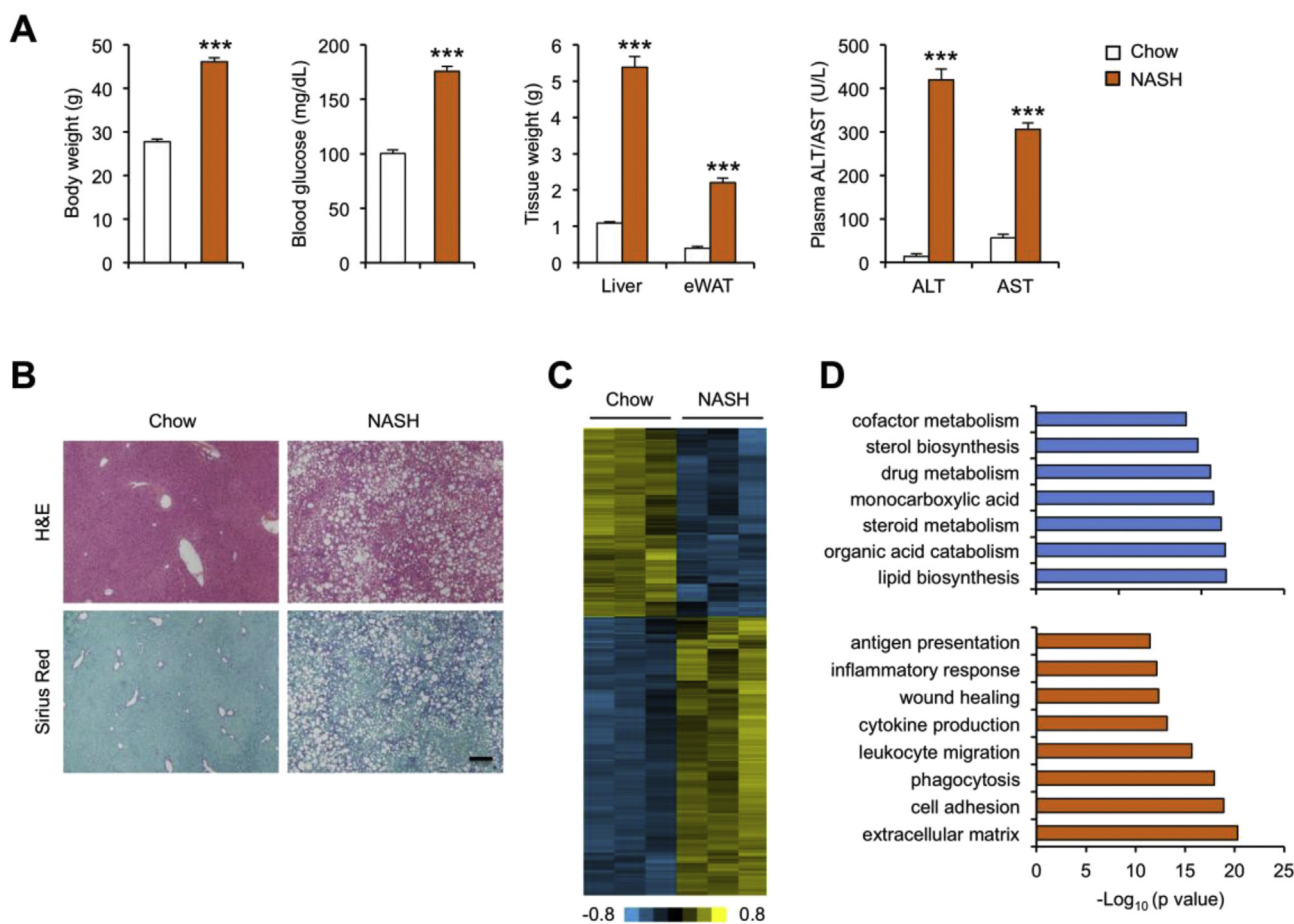 A
Body weight (g)
50
40
30
20
10
0
***
Blood glucose (mg/dL)
200
150
100
50
0
***
Tissue weight (g)
6
5
4
3
2
1
0
***
***
Liver
eWAT
Plasma ALT/AST (U/L)
500
400
300
200
100
0
***
***
ALT
AST
Chow
NASH
B
Chow
NASH
H&E
Sirius Red
C
Chow
NASH
-0.8
0.8
D
cofactor metabolism
sterol biosynthesis
drug metabolism
monocarboxylic acid
steroid metabolism
organic acid catabolism
lipid biosynthesis
antigen presentation
inflammatory response
wound healing
cytokine production
leukocyte migration
phagocytosis
cell adhesion
extracellular matrix
0 5 10 15 20 25
-Log10 (p value)